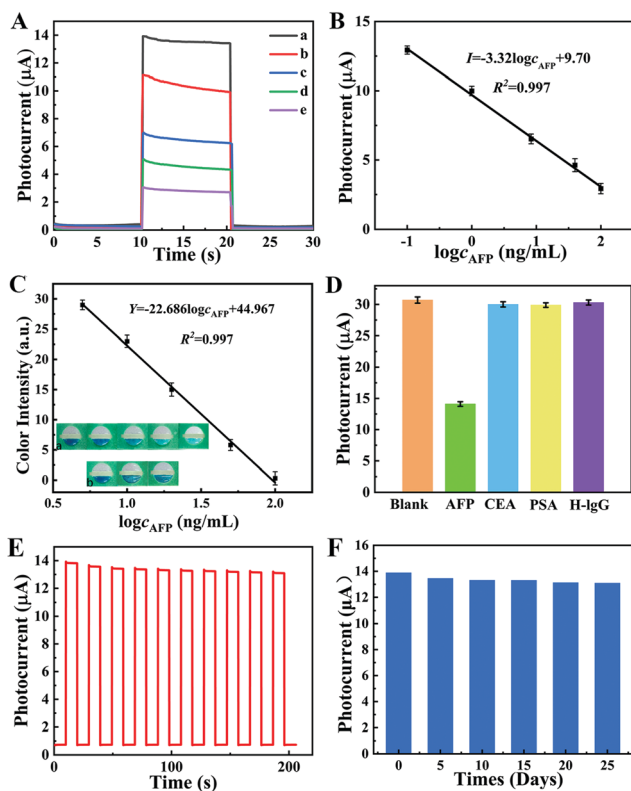 A
Photocurrent (μA)
14
12
10
8
6
4
2
0
a
b
c
d
e
0 5 10 15 20 25 30
Time (s)
B
Photocurrent (μA)
15
10
5
0
I=-3.32logcAFP+9.70
R²=0.997
-1 0 1 2
logcAFP (ng/mL)
C
Color Intensity (a.u.)
30
25
20
15
10
5
0
Y=-22.686logcAFP+44.967
R²=0.997
a
b
0.5 1.0 1.5 2.0
logcAFP (ng/mL)
D
Photocurrent (μA)
30
25
20
15
10
5
0
Blank AFP CEA PSA H-IgG
E
Photocurrent (μA)
14
12
10
8
6
4
2
0
0 100 200
Time (s)
F
Photocurrent (μA)
16
14
12
10
8
6
4
2
0
0 5 10 15 20 25
Times (Days)